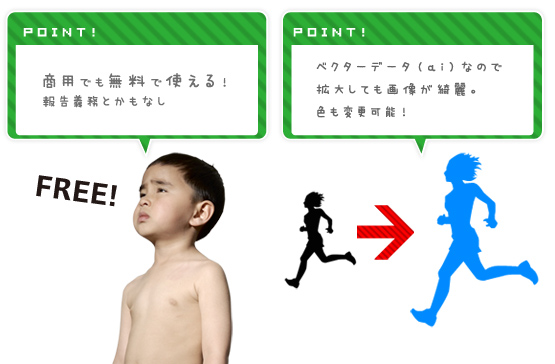 POINT!
商用でも無料で使える!
報告義務とかもなし
POINT!
ベクターデータ(ai)なので
拡大しても画像が綺麗。
色も変更可能!
FREE!